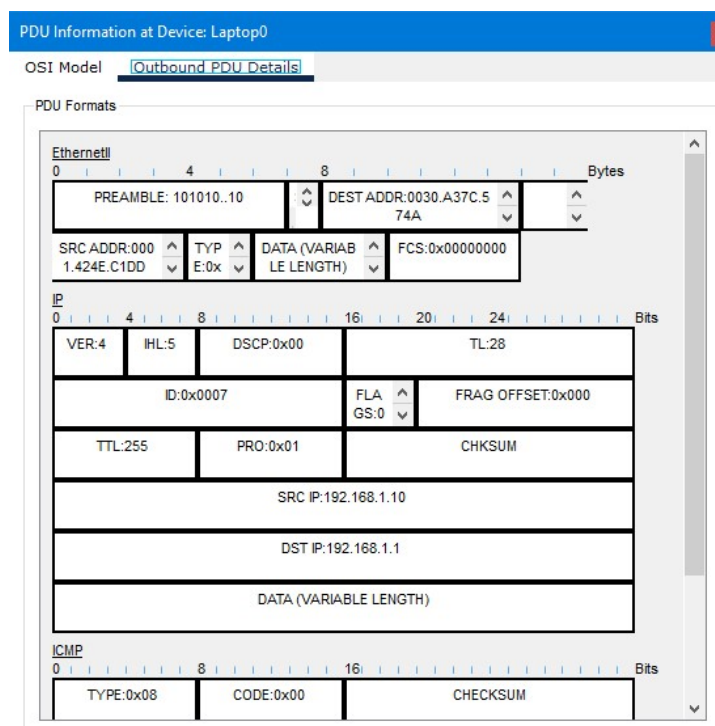 PDU Information at Device: Laptop0
OSI Model Outbound PDU Details
PDU Formats
EthernetII
0 4 8 Bytes
PREAMBLE: 101010..10 DEST ADDR:0030.A37C.5
74A
SRC ADDR:000 TYP DATA (VARIAB FCS:0x00000000
1.424E.C1DD E:0x LE LENGTH)
IP
0 4 8 16 20 24 Bits
VER:4 IHL:5 DSCP:0x00 TL:28
ID:0x0007 FLA FRAG OFFSET:0x000
GS:0
TTL:255 PRO:0x01 CHKSUM
SRC IP:192.168.1.10
DST IP:192.168.1.1
DATA (VARIABLE LENGTH)
ICMP
0 8 16 Bits
TYPE:0x08 CODE:0x00 CHECKSUM